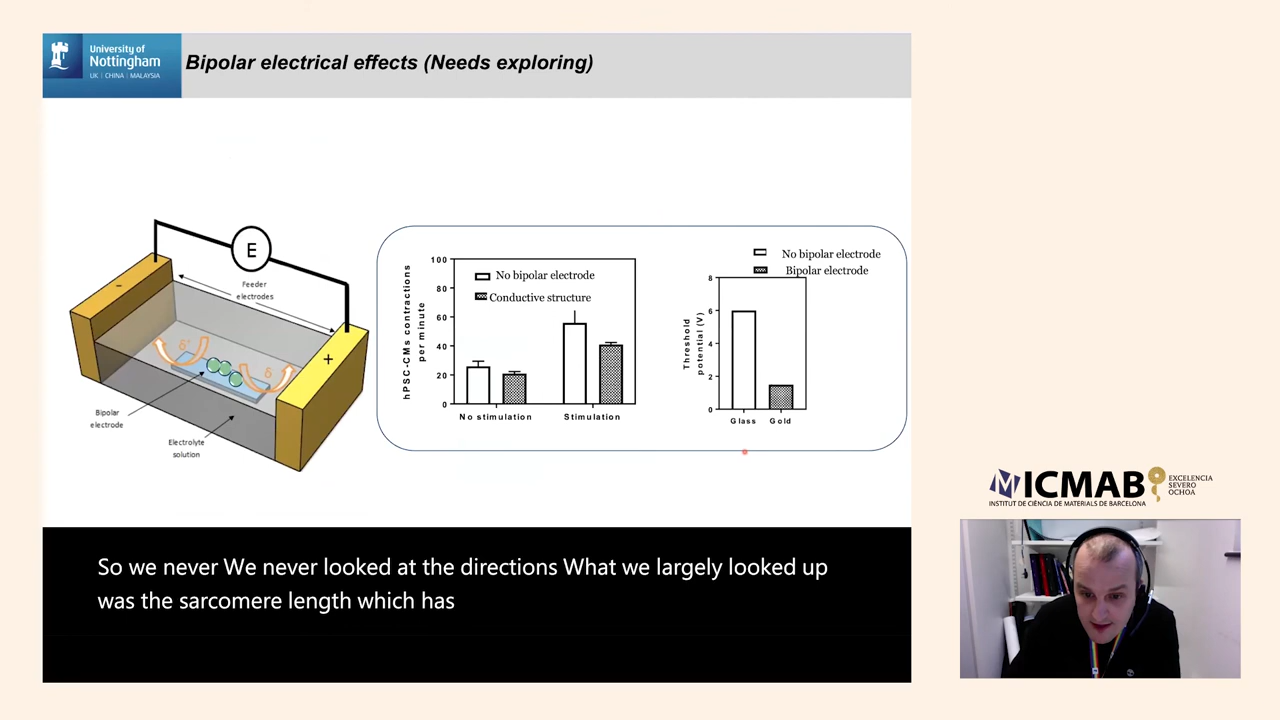 University of
Nottingham
UK | CHINA | MALAYSIA
Bipolar electrical effects (Needs exploring)
E
Feeder
electrodes
-
+
δ+
δ-
Bipolar
electrode
Electrolyte
solution
hPSC-CMs contractions
per minute
100
80
60
40
20
0
No bipolar electrode
Conductive structure
No stimulation
Stimulation
No bipolar electrode
Bipolar electrode
Threshold
potential (V)
8
6
4
2
0
Glass
Gold
So we never We never looked at the directions What we largely looked up
was the sarcomere length which has
ICMAB
INSTITUT DE CIÈNCIA DE MATERIALS DE BARCELONA
EXCELENCIA
SEVERO
OCHOA